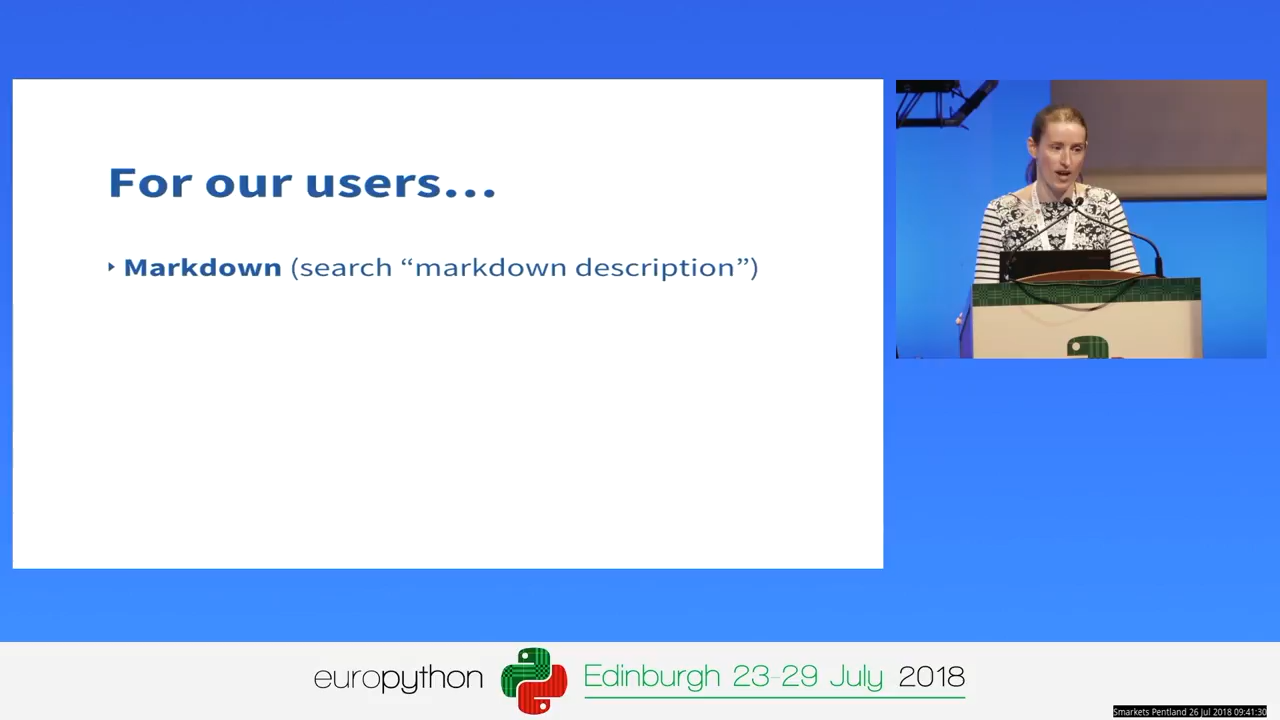 For our users...
‣ Markdown (search “markdown description”)
europython Edinburgh 23-29 July 2018
Smarkets Pentland 26 Jul 2018 09:41:30